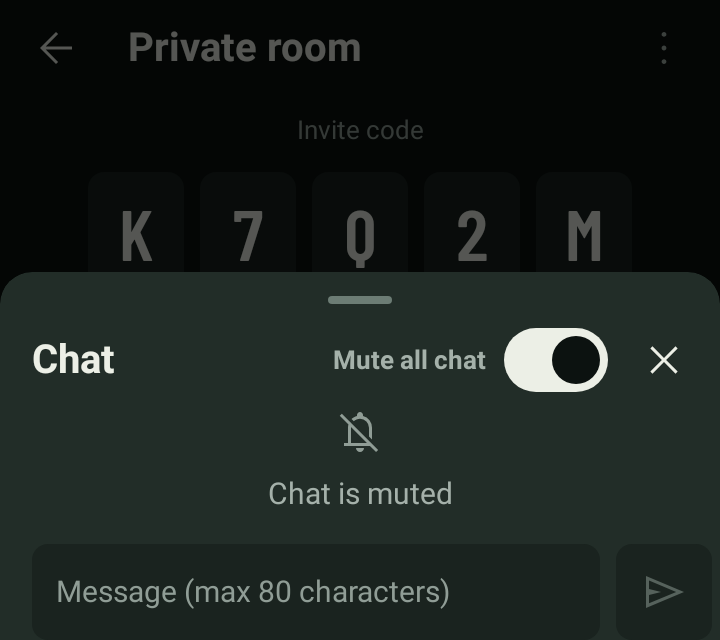 Private room
Invite code
K 7 Q 2 M
Chat
Mute all chat
Chat is muted
Message (max 80 characters)